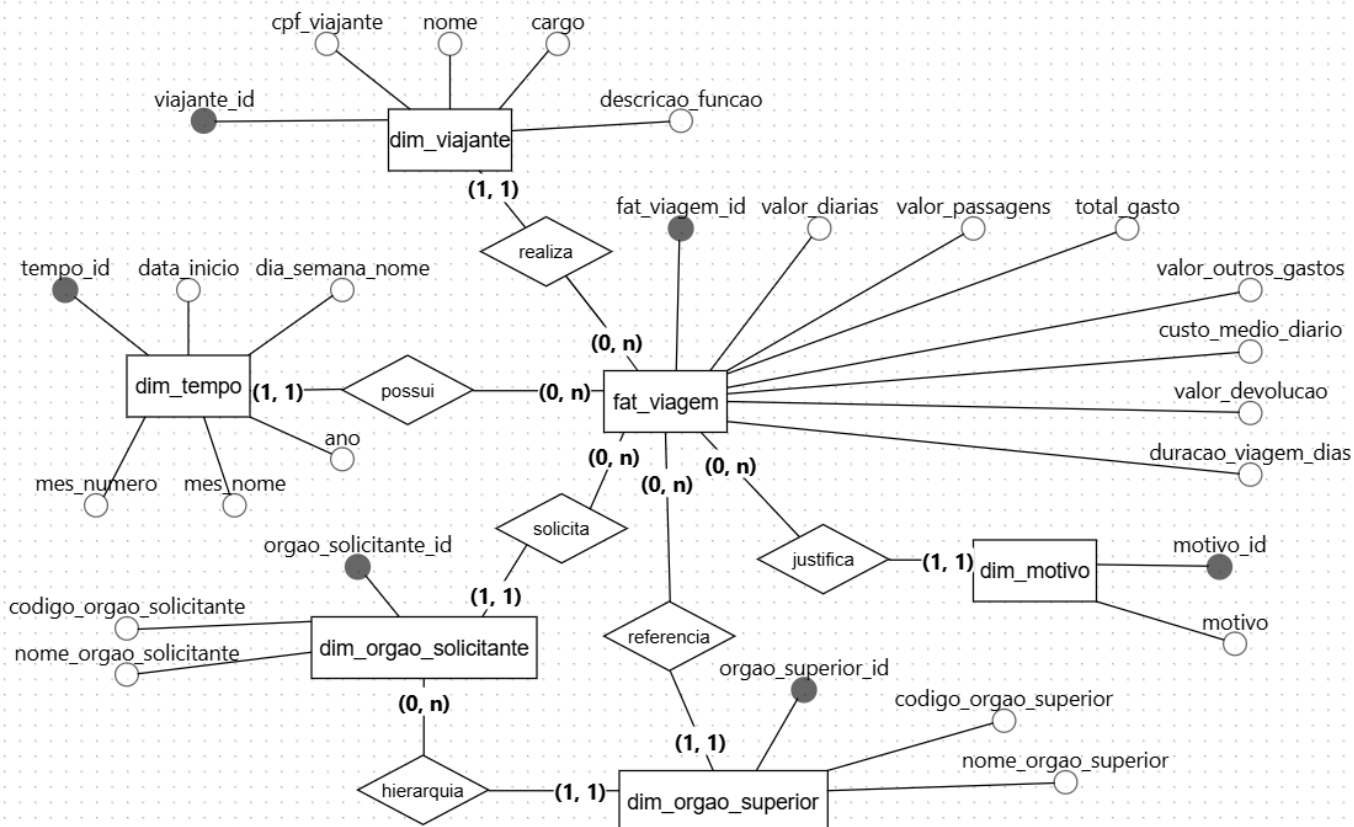 cpf_viajante
nome
cargo
viajante_id
descricao_funcao
dim_viajante
(1, 1)
realiza
(0, n)
fat_viagem_id
valor_diarias
valor_passagens
total_gasto
valor_outros_gastos
custo_medio_diario
valor_devolucao
duracao_viagem_dias
fat_viagem
tempo_id
data_inicio
dia_semana_nome
dim_tempo
(1, 1)
possui
(0, n)
ano
mes_numero
mes_nome
(0, n)
solicita
(1, 1)
(0, n)
referencia
(1, 1)
(0, n)
justifica
(1, 1)
dim_motivo
motivo_id
motivo
orgao_solicitante_id
codigo_orgao_solicitante
nome_orgao_solicitante
dim_orgao_solicitante
(0, n)
hierarquia
(1, 1)
orgao_superior_id
codigo_orgao_superior
nome_orgao_superior
dim_orgao_superior